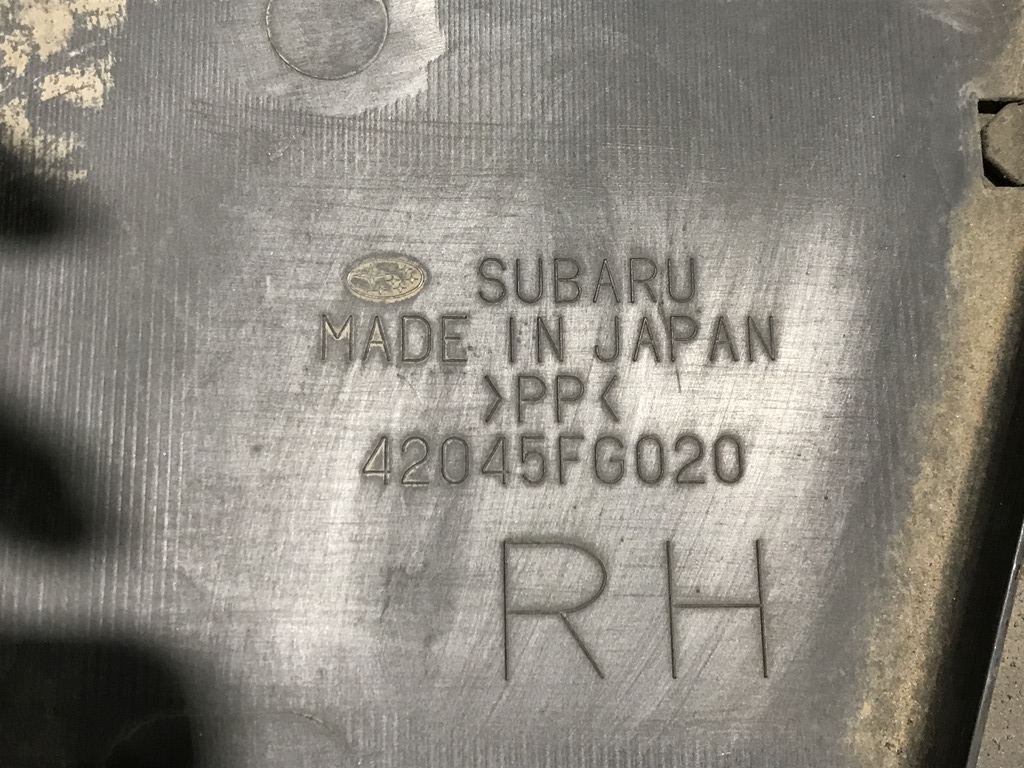 SUBARU
MADE IN JAPAN
>PP<
42045FG020
RH